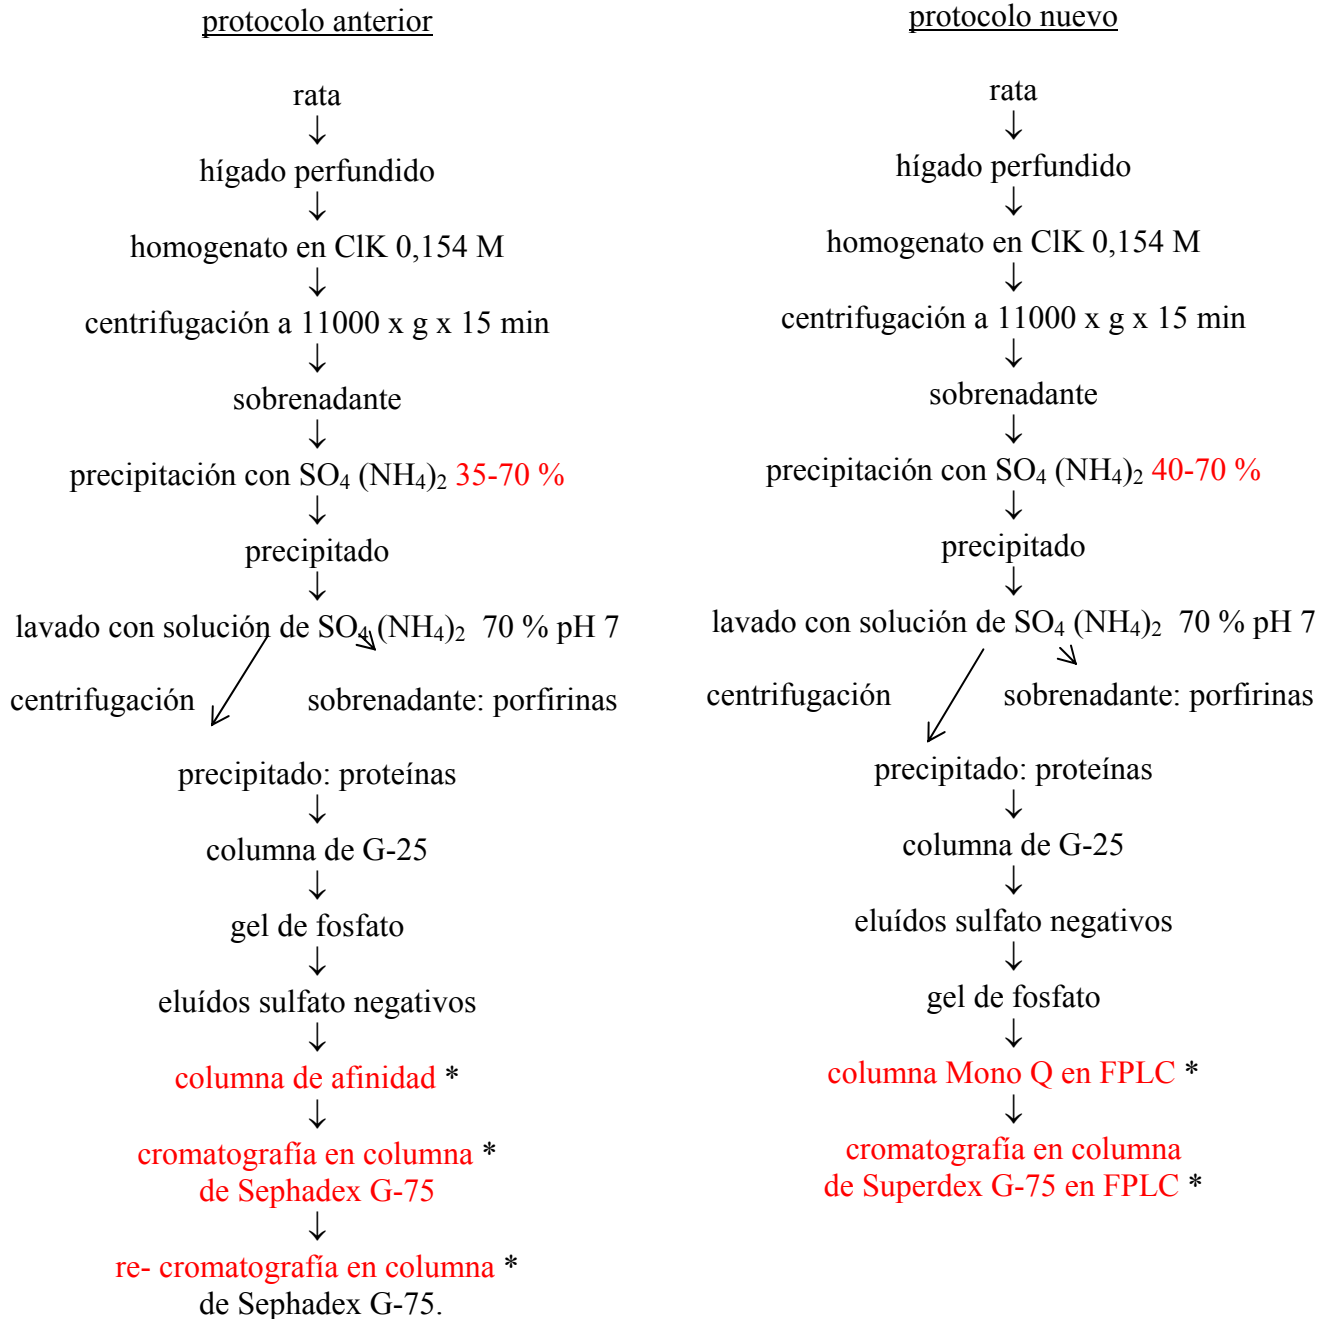 protocolo anterior
rata
↓
hígado perfundido
↓
homogenato en ClK 0,154 M
↓
centrifugación a 11000 x g x 15 min
↓
sobrenadante
↓
precipitación con SO₄ (NH₄)₂ 35-70 %
↓
precipitado
↓
lavado con solución de SO₄ (NH₄)₂ 70 % pH 7
centrifugación
sobrenadante: porfirinas
precipitado: proteínas
↓
columna de G-25
↓
gel de fosfato
↓
eluídos sulfato negativos
↓
columna de afinidad *
↓
cromatografía en columna *
de Sephadex G-75
↓
re- cromatografía en columna *
de Sephadex G-75.
protocolo nuevo
rata
↓
hígado perfundido
↓
homogenato en ClK 0,154 M
↓
centrifugación a 11000 x g x 15 min
↓
sobrenadante
↓
precipitación con SO₄ (NH₄)₂ 40-70 %
↓
precipitado
↓
lavado con solución de SO₄ (NH₄)₂ 70 % pH 7
centrifugación
sobrenadante: porfirinas
precipitado: proteínas
↓
columna de G-25
↓
eluídos sulfato negativos
↓
gel de fosfato
↓
columna Mono Q en FPLC *
↓
cromatografía en columna
de Superdex G-75 en FPLC *